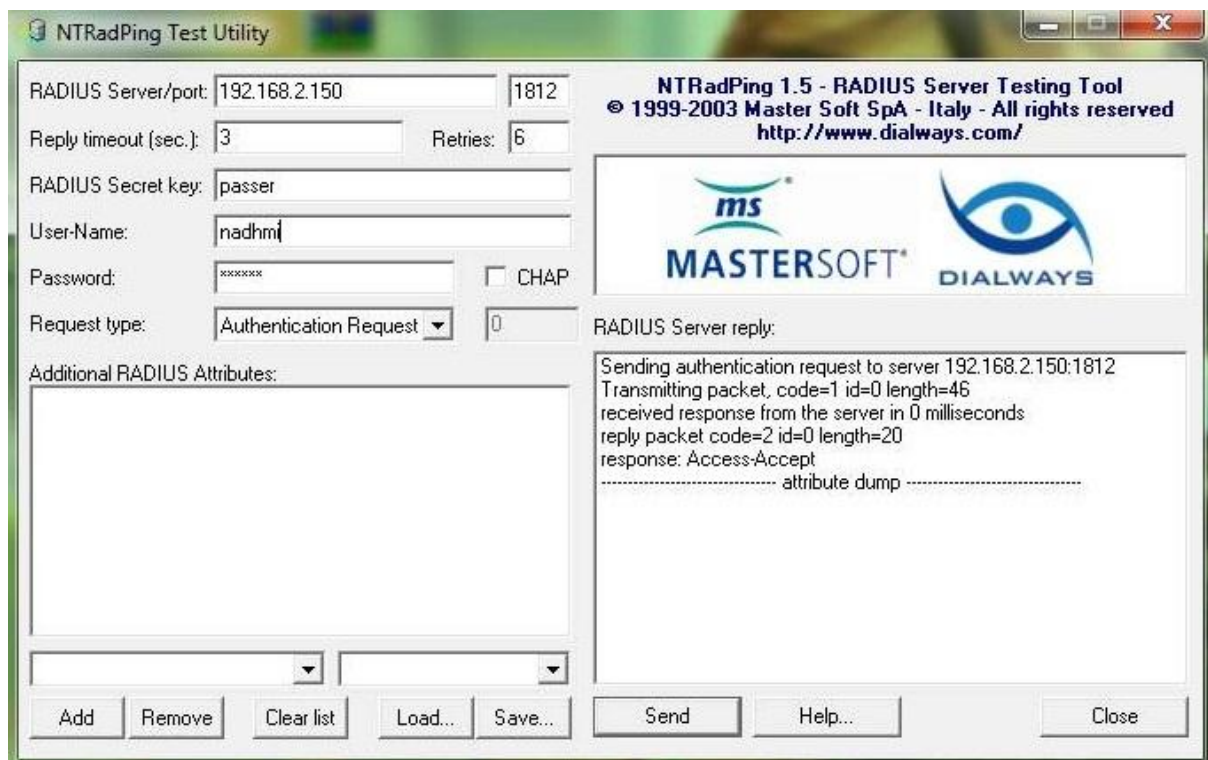 NTRadPing Test Utility
RADIUS Server/port: 192.168.2.150 1812
Reply timeout (sec.): 3 Retries: 6
RADIUS Secret key: passer
User-Name: nadhmi
Password: ****** CHAP
Request type: Authentication Request 0
Additional RADIUS Attributes:
Add Remove Clear list Load... Save...
NTRadPing 1.5 - RADIUS Server Testing Tool
© 1999-2003 Master Soft SpA - Italy - All rights reserved
http://www.dialways.com/
ms
MASTERSOFT
DIALWAYS
RADIUS Server reply:
Sending authentication request to server 192.168.2.150:1812
Transmitting packet, code=1 id=0 length=46
received response from the server in 0 milliseconds
reply packet code=2 id=0 length=20
response: Access-Accept
-------------------------------- attribute dump --------------------------------
Send Help... Close